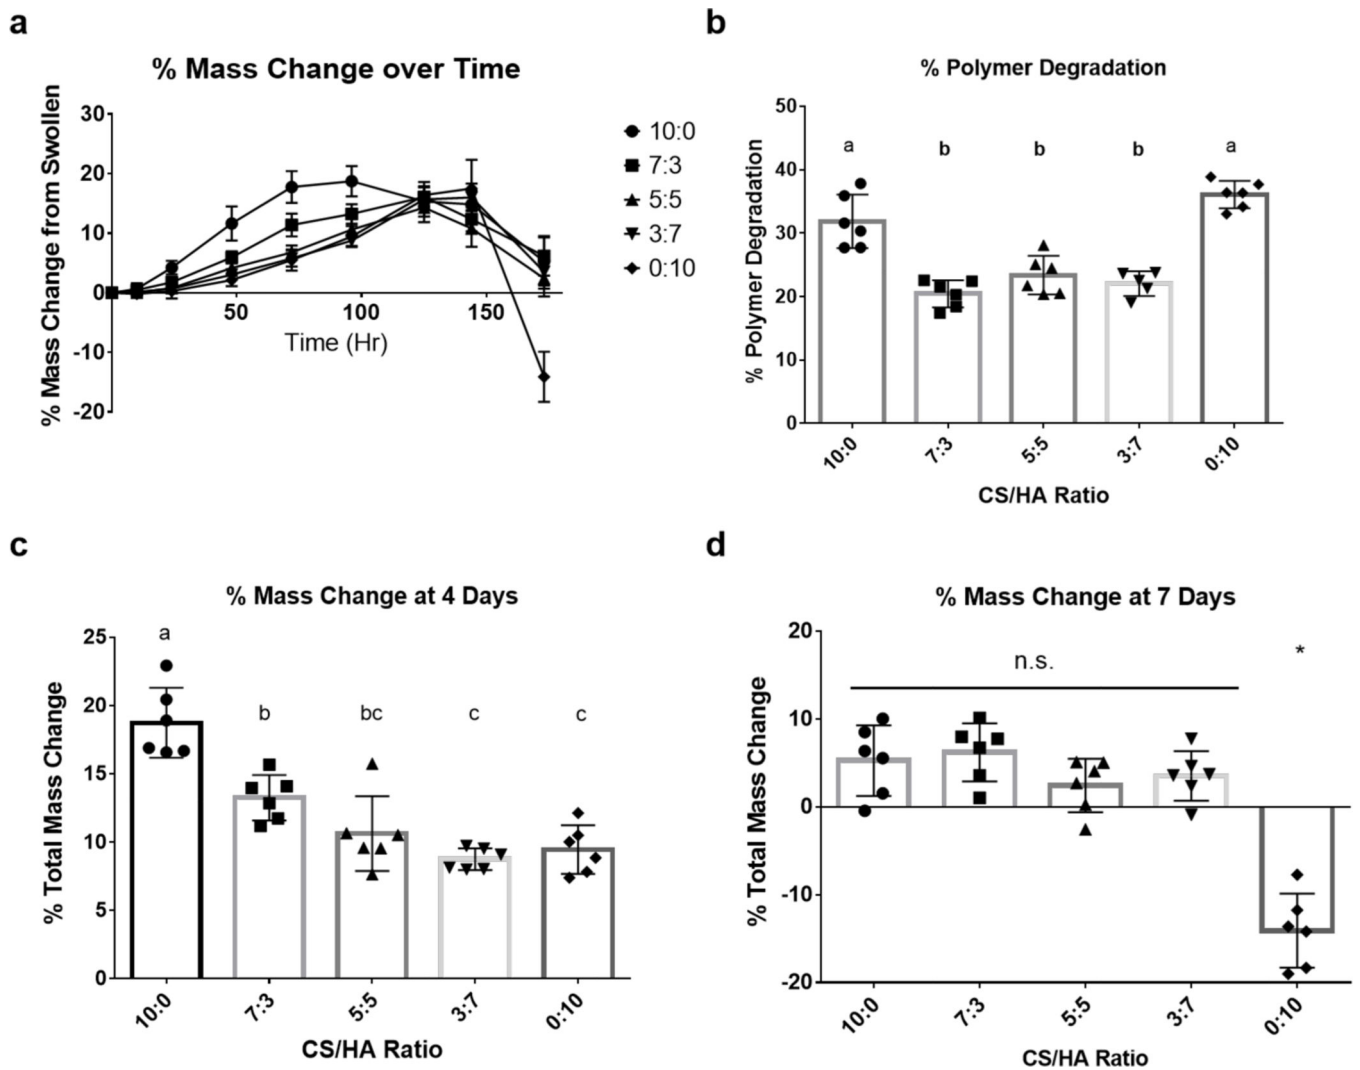 a
% Mass Change over Time
% Mass Change from Swollen
30
20
10
0
-10
-20
50
100
150
Time (Hr)
10:0
7:3
5:5
3:7
0:10
b
% Polymer Degradation
% Polymer Degradation
50
40
30
20
10
0
a
b
b
b
a
10:0
7:3
5:5
3:7
0:10
CS/HA Ratio
c
% Mass Change at 4 Days
% Total Mass Change
25
20
15
10
5
0
a
b
bc
c
c
10:0
7:3
5:5
3:7
0:10
CS/HA Ratio
d
% Mass Change at 7 Days
% Total Mass Change
20
10
0
-10
-20
n.s.
*
10:0
7:3
5:5
3:7
0:10
CS/HA Ratio